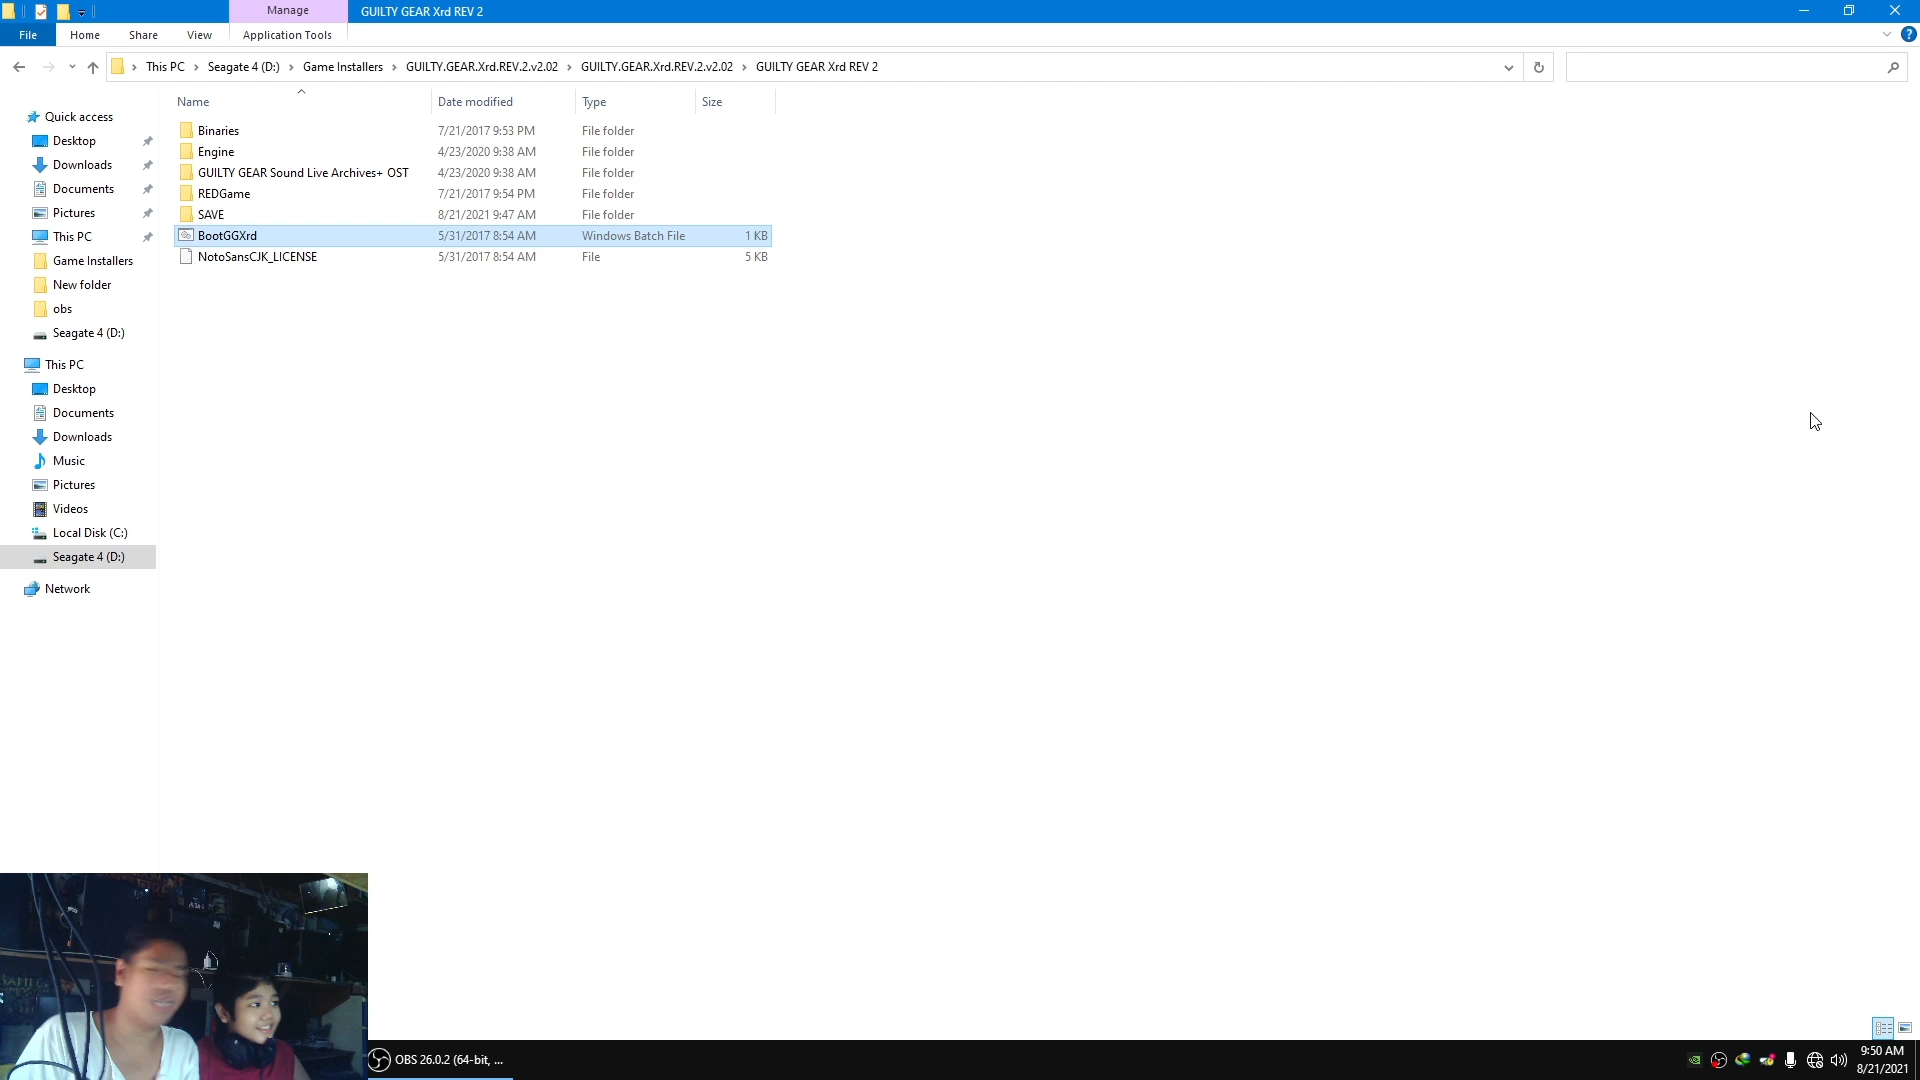 Manage
GUILTY GEAR Xrd REV 2
File
Home
Share
View
Application Tools
This PC
Seagate 4 (D:)
Game Installers
GUILTY.GEAR.Xrd.REV.2.v2.02
GUILTY.GEAR.Xrd.REV.2.v2.02
GUILTY GEAR Xrd REV 2
Name
Date modified
Type
Size
Binaries 7/21/2017 9:53 PM File folder
Engine 4/23/2020 9:38 AM File folder
GUILTY GEAR Sound Live Archives+ OST 4/23/2020 9:38 AM File folder
REDGame 7/21/2017 9:54 PM File folder
SAVE 8/21/2021 9:47 AM File folder
BootGGXrd 5/31/2017 8:54 AM Windows Batch File 1 KB
NotoSansCJK_LICENSE 5/31/2017 8:54 AM File 5 KB
Quick access
Desktop
Downloads
Documents
Pictures
This PC
Game Installers
New folder
obs
Seagate 4 (D:)
This PC
Desktop
Documents
Downloads
Music
Pictures
Videos
Local Disk (C:)
Seagate 4 (D:)
Network
OBS 26.0.2 (64-bit, ...
9:50 AM
8/21/2021